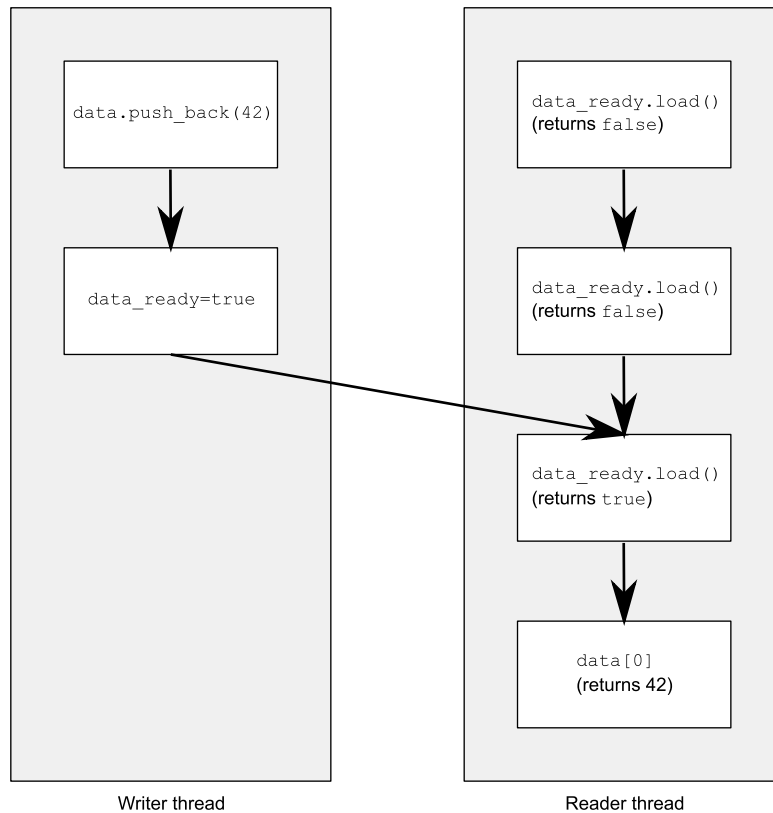 data.push_back(42)
data_ready=true
Writer thread
data_ready.load()
(returns false)
data_ready.load()
(returns false)
data_ready.load()
(returns true)
data[0]
(returns 42)
Reader thread